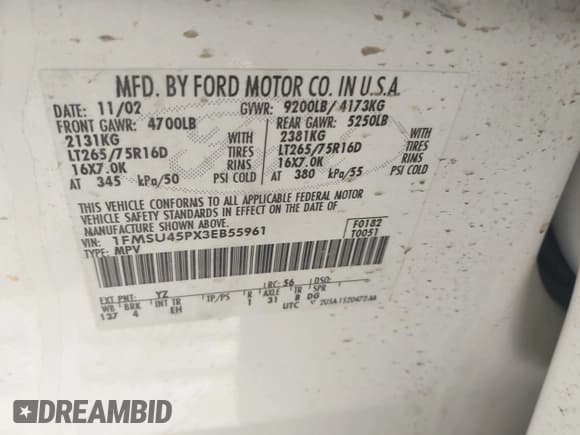 MFD. BY FORD MOTOR CO. IN U.S.A.
DATE: 11/02 GVWR: 9200LB/ 4173KG
FRONT GAWR: 4700LB REAR GAWR: 5250LB
2131KG WITH 2381KG WITH
LT265/75R16D TIRES LT265/75R16D TIRES
16X7.0K RIMS 16X7.0K RIMS
AT 345 kPa/50 PSI COLD AT 380 kPa/55 PSI COLD
THIS VEHICLE CONFORMS TO ALL APPLICABLE FEDERAL MOTOR
VEHICLE SAFETY STANDARDS IN EFFECT ON THE DATE OF
MANUFACTURE SHOWN ABOVE.
VIN: 1FMSU45PX3EB55961 F0182
TYPE: MPV T0051
EXT PNT: YZ RC: 56 DSO:
WB BRK INT TR TP/PS R AXLE TR SPR
137 4 EH 1 31 B DG
UTC
DREAMBID